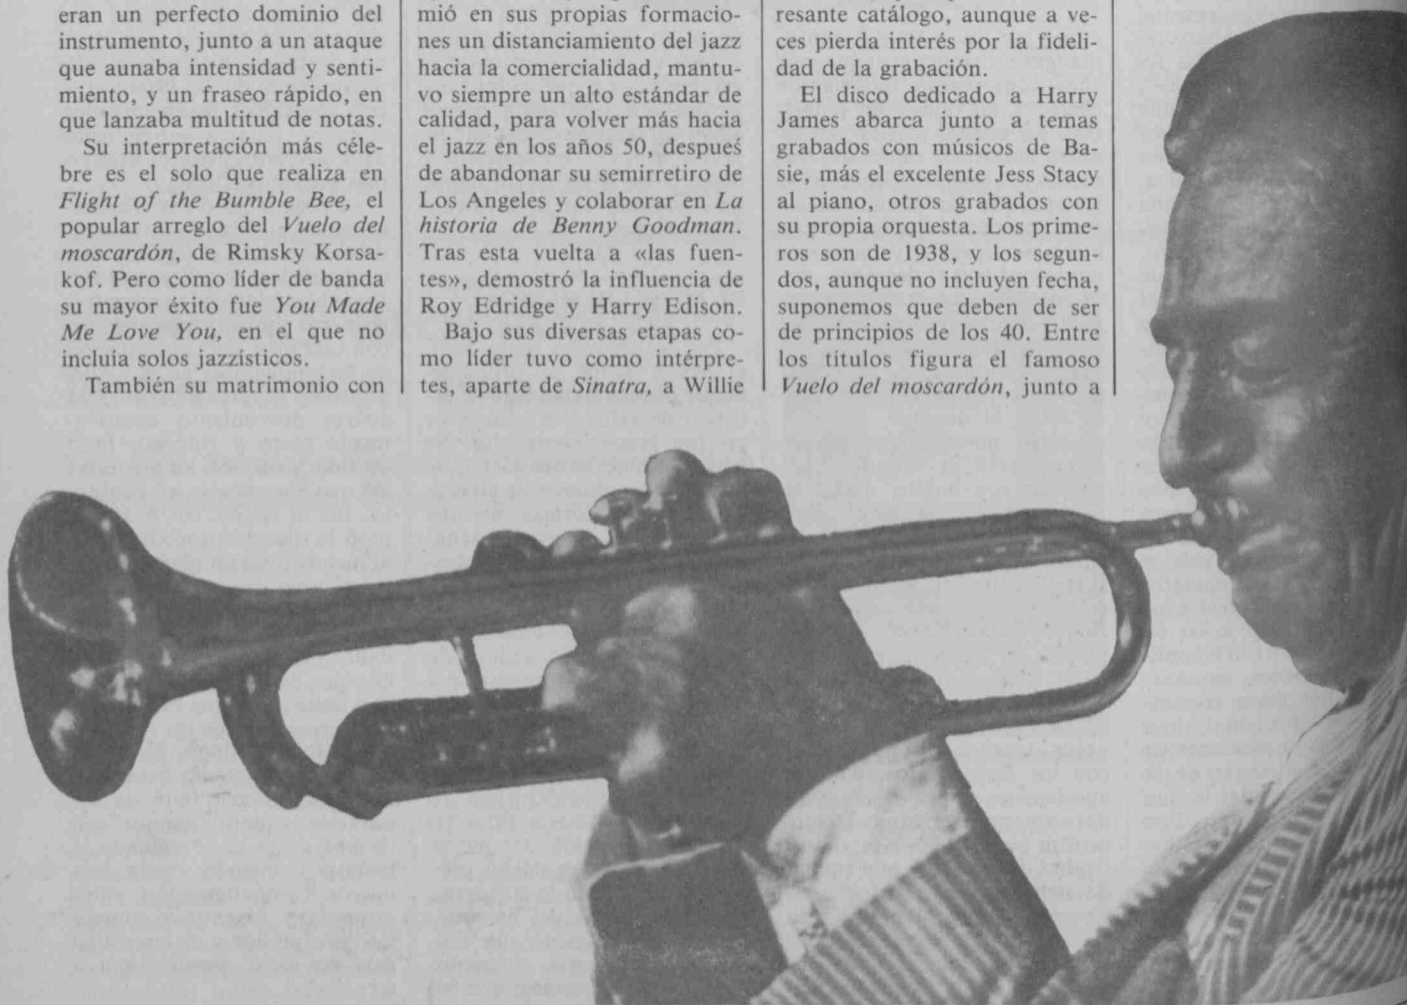 eran un perfecto dominio del
instrumento, junto a un ataque
que aunaba intensidad y senti-
miento, y un fraseo rápido, en
que lanzaba multitud de notas.
Su interpretación más céle-
bre es el solo que realiza en
Flight of the Bumble Bee, el
popular arreglo del Vuelo del
moscardón, de Rimsky Korsa-
kof. Pero como líder de banda
su mayor éxito fue You Made
Me Love You, en el que no
incluía solos jazzísticos.
También su matrimonio con
mió en sus propias formacio-
nes un distanciamiento del jazz
hacia la comercialidad, mantu-
vo siempre un alto estándar de
calidad, para volver más hacia
el jazz en los años 50, despueś
de abandonar su semirretiro de
Los Angeles y colaborar en La
historia de Benny Goodman.
Tras esta vuelta a «las fuen-
tes», demostró la influencia de
Roy Edridge y Harry Edison.
Bajo sus diversas etapas co-
mo líder tuvo como intérpre-
tes, aparte de Sinatra, a Willie
resante catálogo, aunque a ve-
ces pierda interés por la fideli-
dad de la grabación.
El disco dedicado a Harry
James abarca junto a temas
grabados con músicos de Ba-
sie, más el excelente Jess Stacy
al piano, otros grabados con
su propia orquesta. Los prime-
ros son de 1938, y los segun-
dos, aunque no incluyen fecha,
suponemos que deben de ser
de principios de los 40. Entre
los títulos figura el famoso
Vuelo del moscardón, junto a